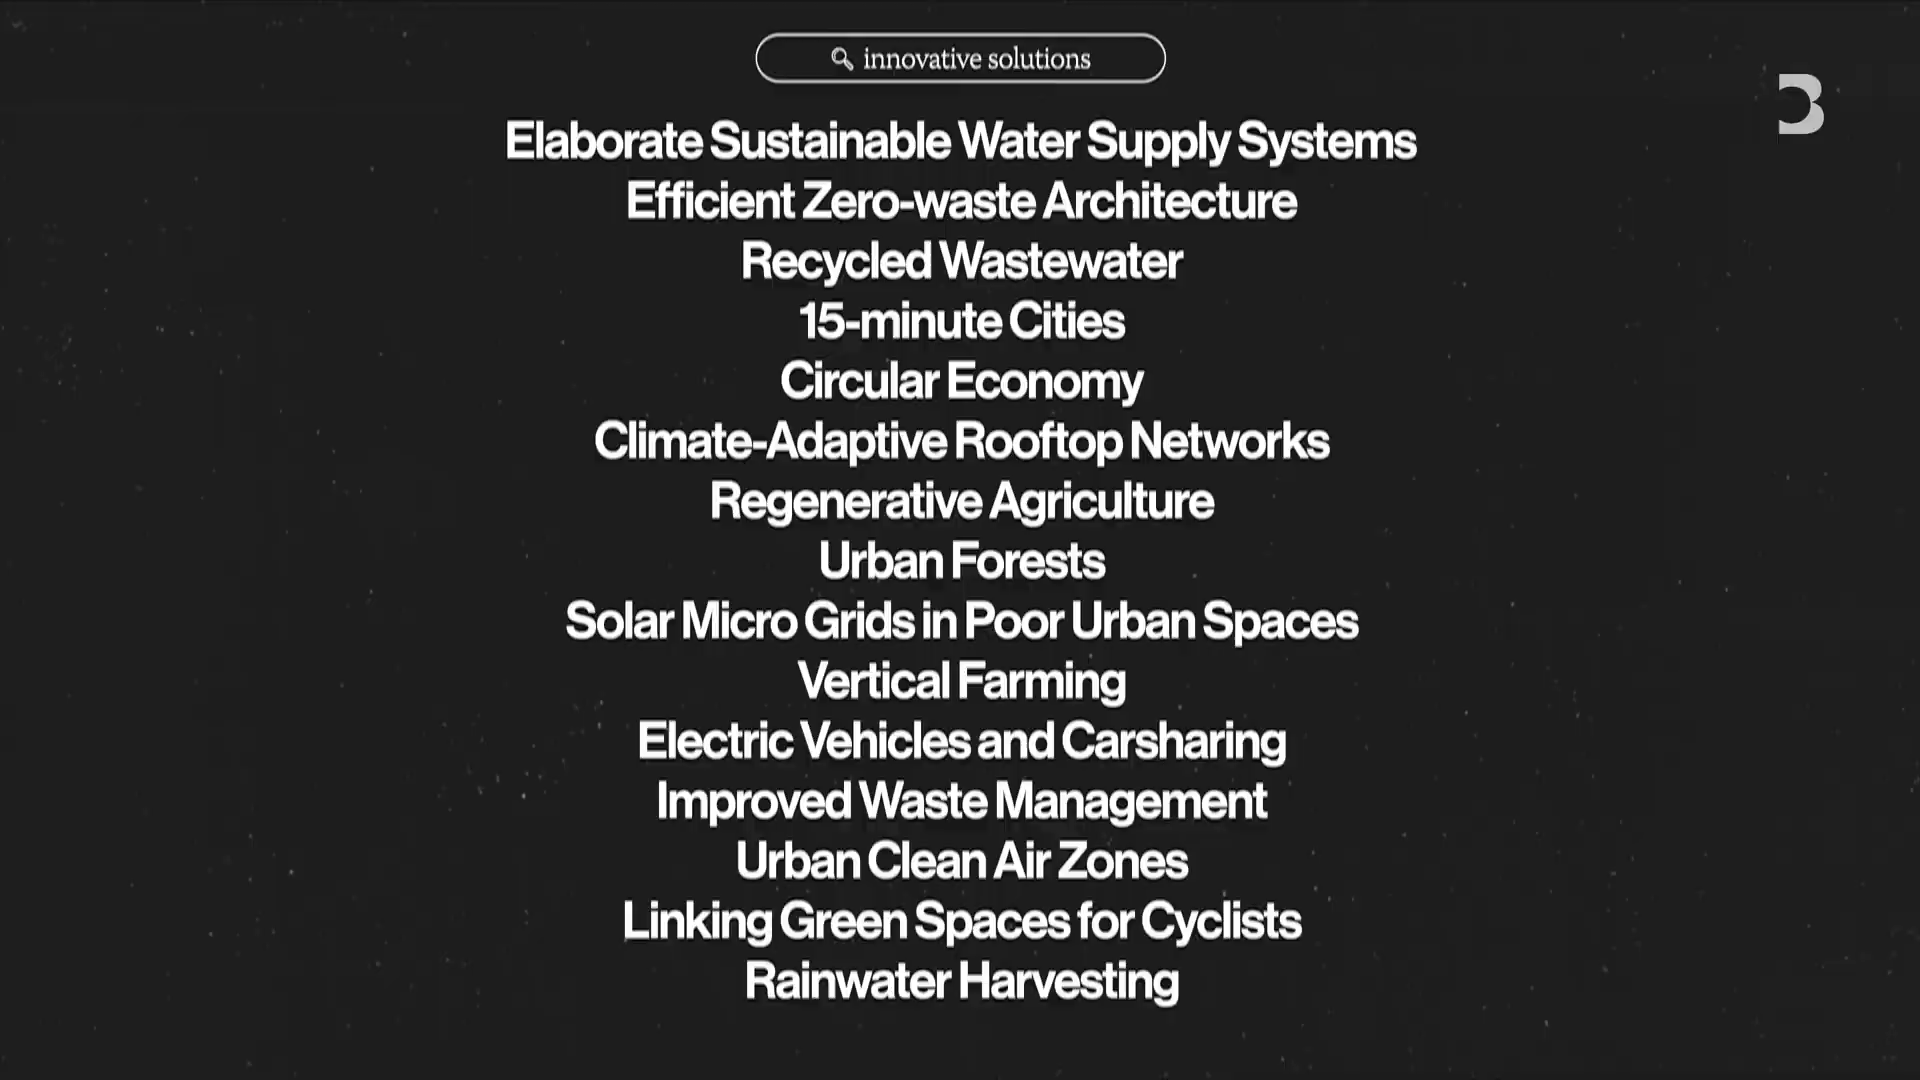 innovative solutions
Elaborate Sustainable Water Supply Systems
Efficient Zero-waste Architecture
Recycled Wastewater
15-minute Cities
Circular Economy
Climate-Adaptive Rooftop Networks
Regenerative Agriculture
Urban Forests
Solar Micro Grids in Poor Urban Spaces
Vertical Farming
Electric Vehicles and Carsharing
Improved Waste Management
Urban Clean Air Zones
Linking Green Spaces for Cyclists
Rainwater Harvesting